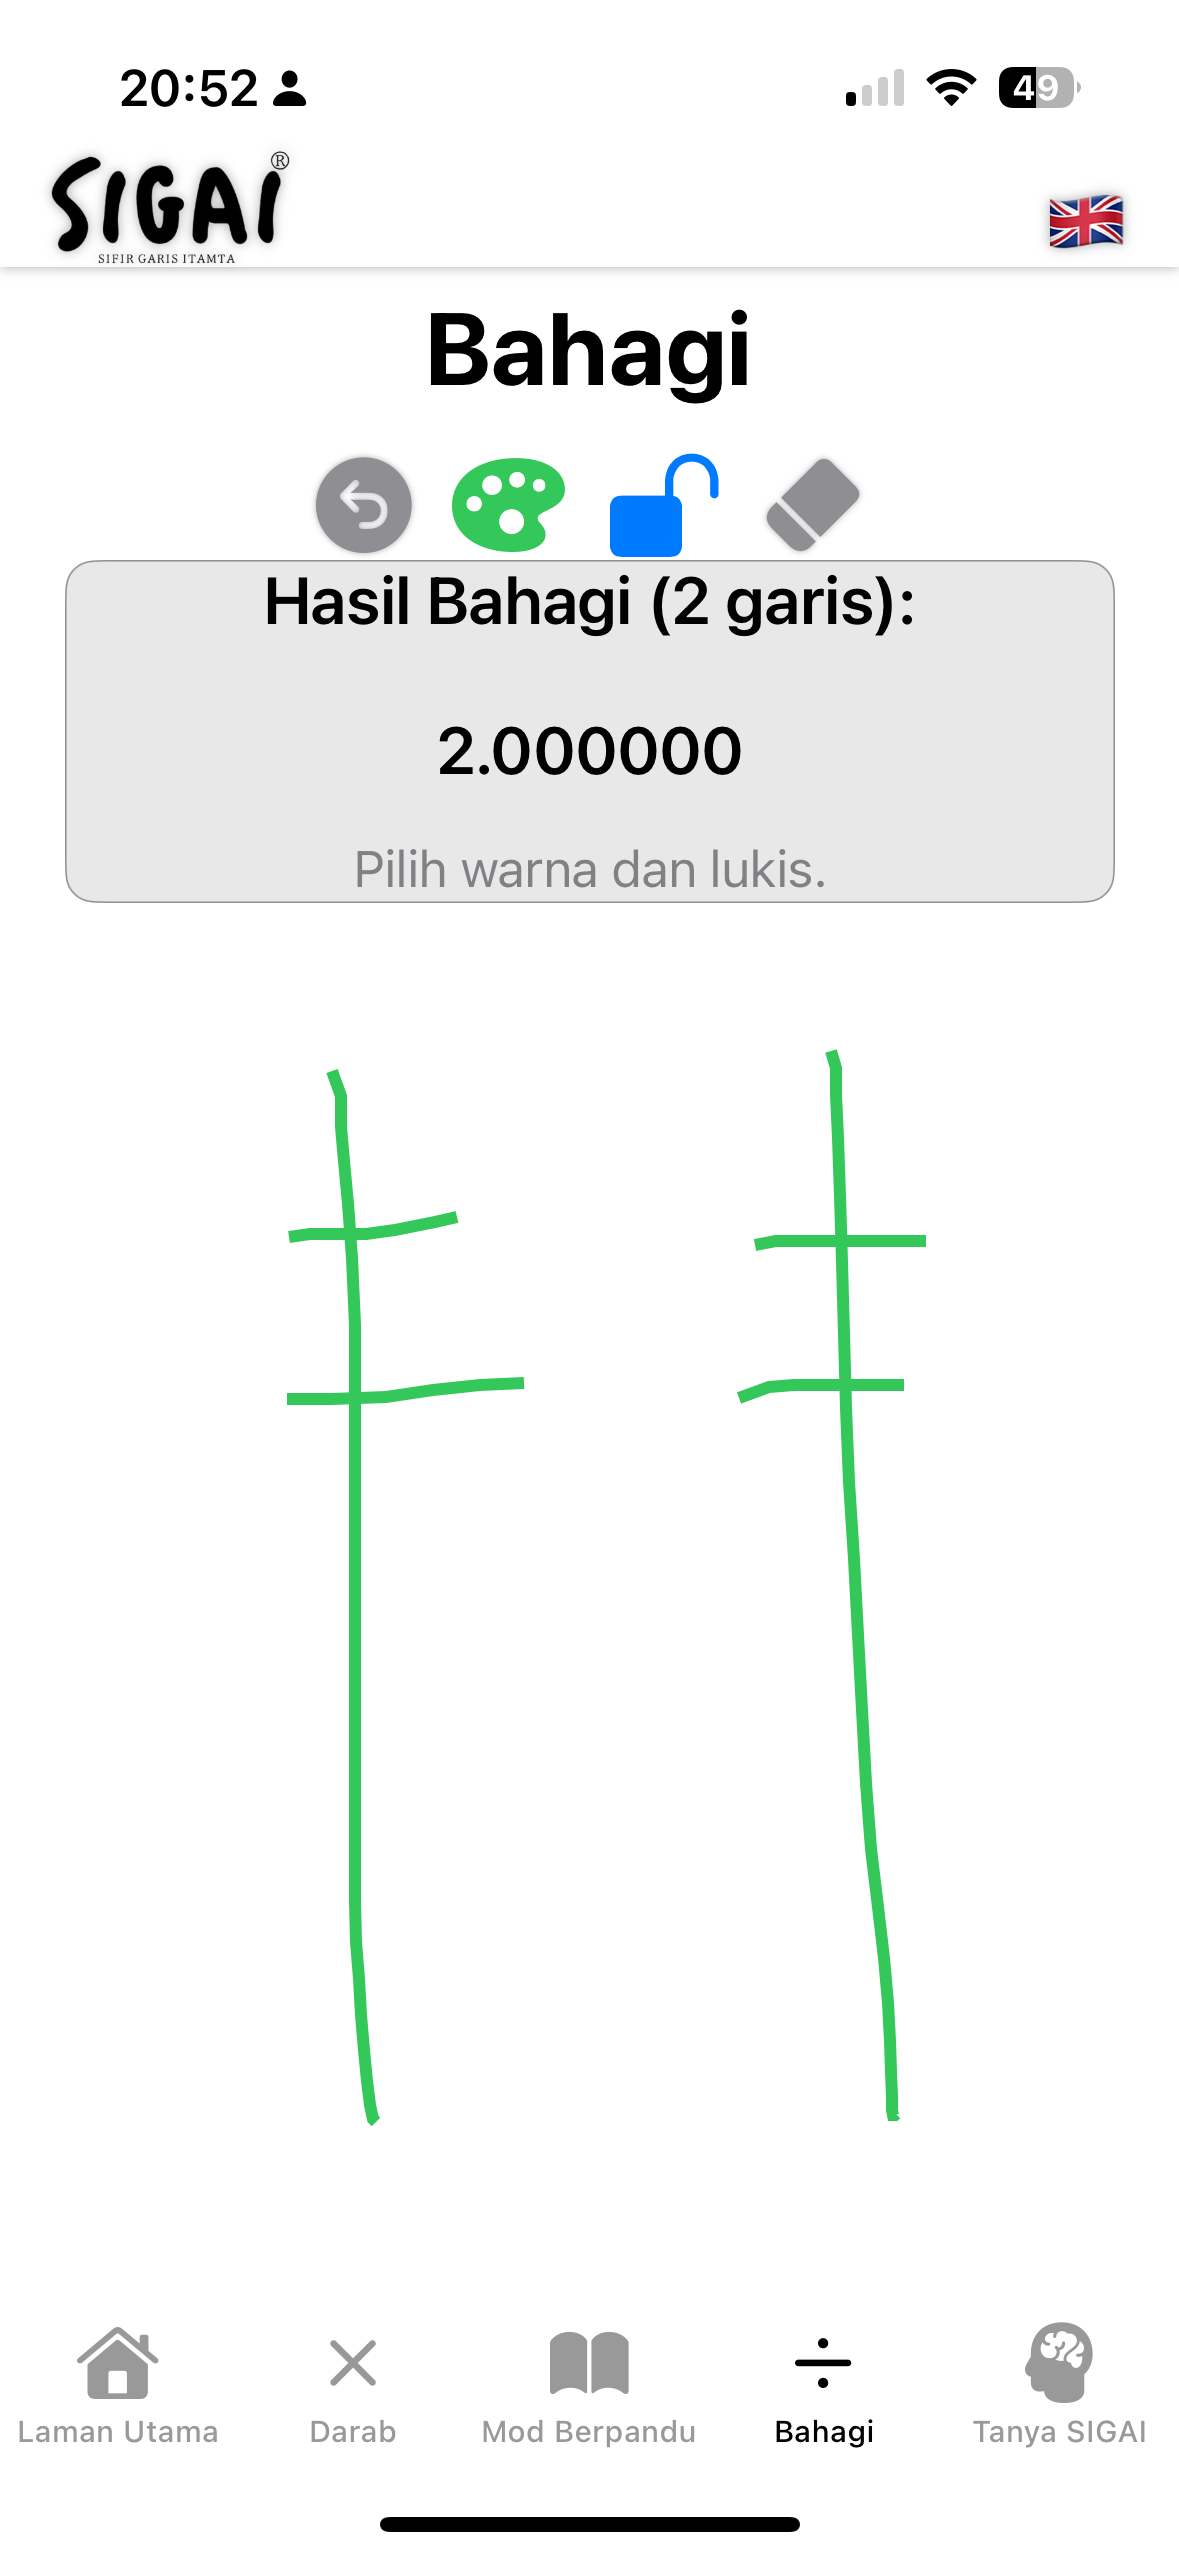 20:52
49
SIGAI®
SIFIR GARIS ITAMTA
Bahagi
Hasil Bahagi (2 garis):
2.000000
Pilih warna dan lukis.
Laman Utama
Darab
Mod Berpandu
Bahagi
Tanya SIGAI